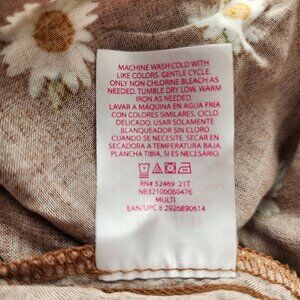 MACHINE WASH COLD WITH
LIKE COLORS. GENTLE CYCLE.
ONLY NON CHLORINE BLEACH AS
NEEDED. TUMBLE DRY LOW. WARM
IRON AS NEEDED.
LAVAR A MÁQUINA EN AGUA FRÍA
CON COLORES SIMILARES. CICLO
DELICADO. USAR SOLAMENTE
BLANQUEADOR SIN CLORO
CUANDO SE NECESITE. SECAR EN
SECADORA A TEMPERATURA BAJA.
PLANCHA TIBIA, SI ES NECESARIO.
RN# 52469 21T
NB32100080476
MULTI
EAN/UPC 8 2926890614